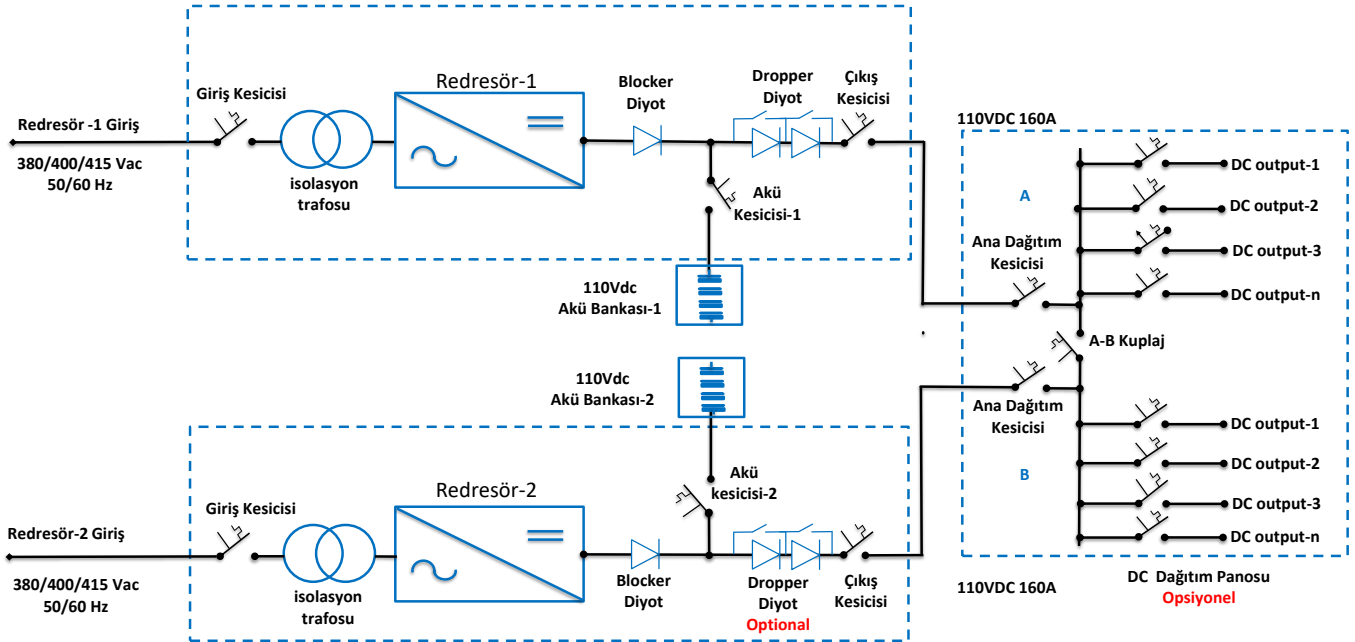 Redresör -1 Giriş
380/400/415 Vac
50/60 Hz
Giriş Kesicisi
isolasyon
trafosu
Redresör-1
Blocker
Diyot
Dropper
Diyot
Çıkış
Kesicisi
Akü
Kesicisi-1
110Vdc
Akü Bankası-1
110VDC 160A
A
Ana Dağıtım
Kesicisi
DC output-1
DC output-2
DC output-3
DC output-n
A-B Kuplaj
110Vdc
Akü Bankası-2
Akü
kesicisi-2
Redresör-2 Giriş
380/400/415 Vac
50/60 Hz
Giriş Kesicisi
isolasyon
trafosu
Redresör-2
Blocker
Diyot
Dropper
Diyot
Optional
Çıkış
Kesicisi
Ana Dağıtım
Kesicisi
B
DC output-1
DC output-2
DC output-3
DC output-n
110VDC 160A
DC Dağıtım Panosu
Opsiyonel